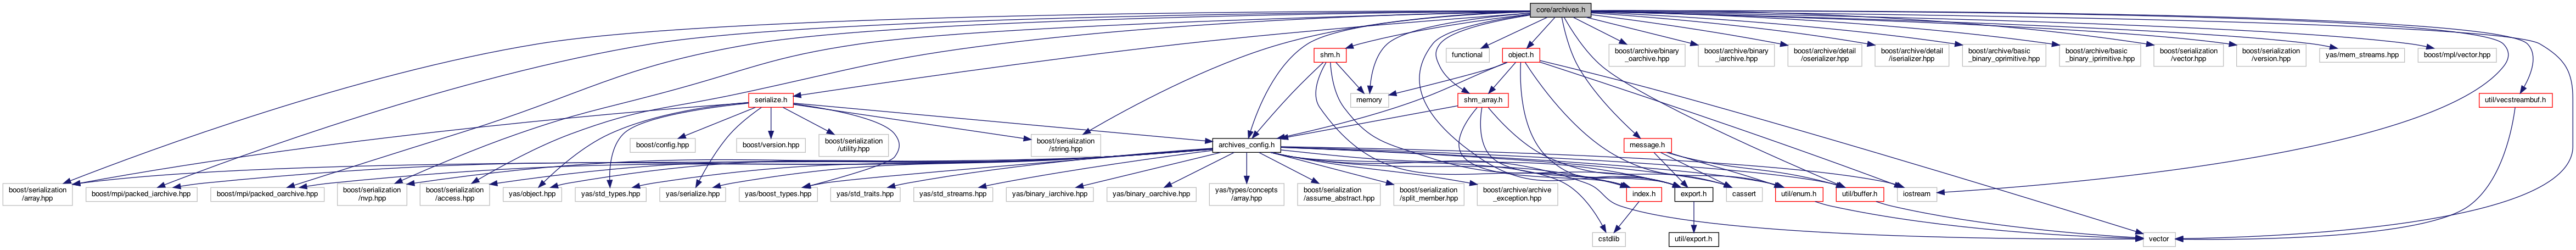 core/archives.h
shm.h
functional
object.h
boost/archive/binary
_oarchive.hpp
boost/archive/binary
_iarchive.hpp
boost/archive/detail
/oserializer.hpp
boost/archive/detail
/iserializer.hpp
boost/archive/basic
_binary_oprimitive.hpp
boost/archive/basic
_binary_iprimitive.hpp
boost/serialization
/vector.hpp
boost/serialization
/version.hpp
yas/mem_streams.hpp
boost/mpl/vector.hpp
serialize.h
memory
shm_array.h
util/vecstreambuf.h
boost/config.hpp
boost/version.hpp
boost/serialization
/utility.hpp
boost/serialization
/string.hpp
archives_config.h
message.h
boost/serialization
/array.hpp
boost/mpi/packed_iarchive.hpp
boost/mpi/packed_oarchive.hpp
boost/serialization
/nvp.hpp
boost/serialization
/access.hpp
yas/object.hpp
yas/std_types.hpp
yas/serialize.hpp
yas/boost_types.hpp
yas/std_traits.hpp
yas/std_streams.hpp
yas/binary_iarchive.hpp
yas/binary_oarchive.hpp
yas/types/concepts
/array.hpp
boost/serialization
/assume_abstract.hpp
boost/serialization
/split_member.hpp
boost/archive/archive
_exception.hpp
index.h
export.h
cassert
util/enum.h
util/buffer.h
iostream
cstdlib
util/export.h
vector